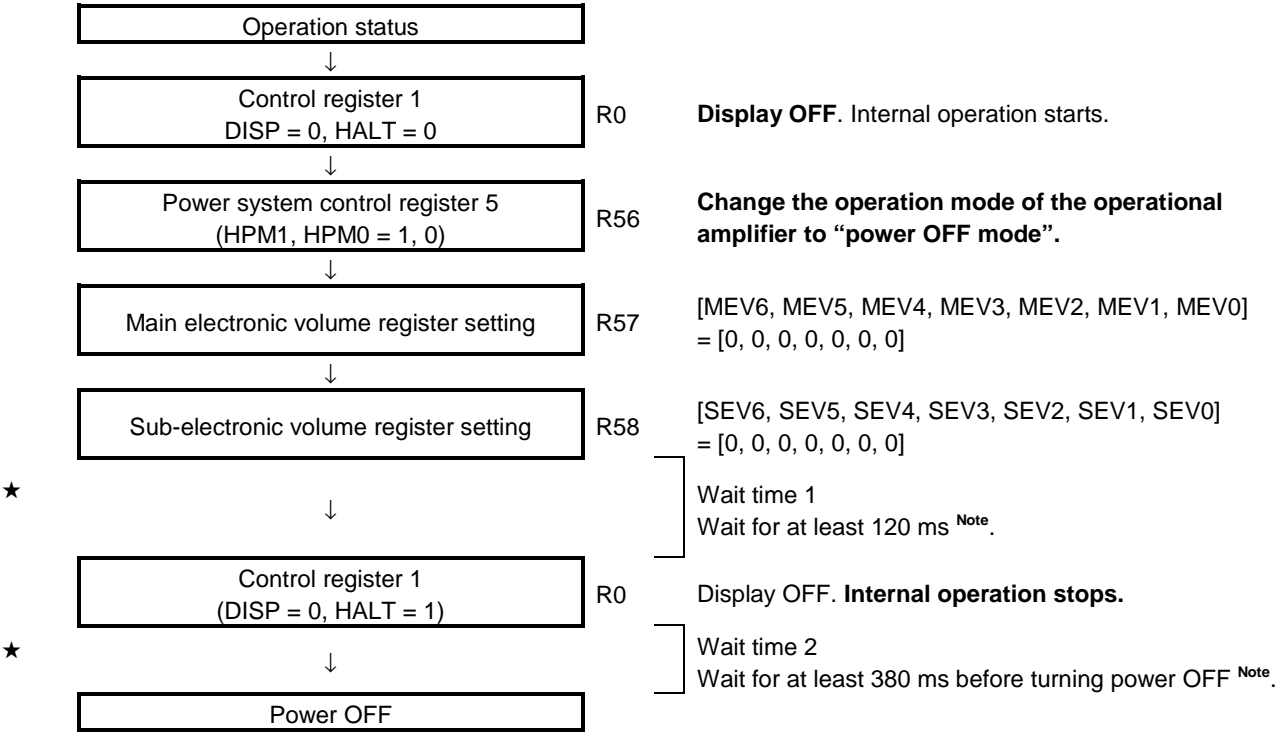 Operation status
↓
Control register 1
DISP = 0, HALT = 0
R0
Display OFF. Internal operation starts.
↓
Power system control register 5
(HPM1, HPM0 = 1, 0)
R56
Change the operation mode of the operational
amplifier to “power OFF mode”.
↓
Main electronic volume register setting
R57
[MEV6, MEV5, MEV4, MEV3, MEV2, MEV1, MEV0]
= [0, 0, 0, 0, 0, 0, 0]
↓
Sub-electronic volume register setting
R58
[SEV6, SEV5, SEV4, SEV3, SEV2, SEV1, SEV0]
= [0, 0, 0, 0, 0, 0, 0]
★
↓
Wait time 1
Wait for at least 120 ms Note.
Control register 1
(DISP = 0, HALT = 1)
R0
Display OFF. Internal operation stops.
★
↓
Wait time 2
Wait for at least 380 ms before turning power OFF Note.
Power OFF